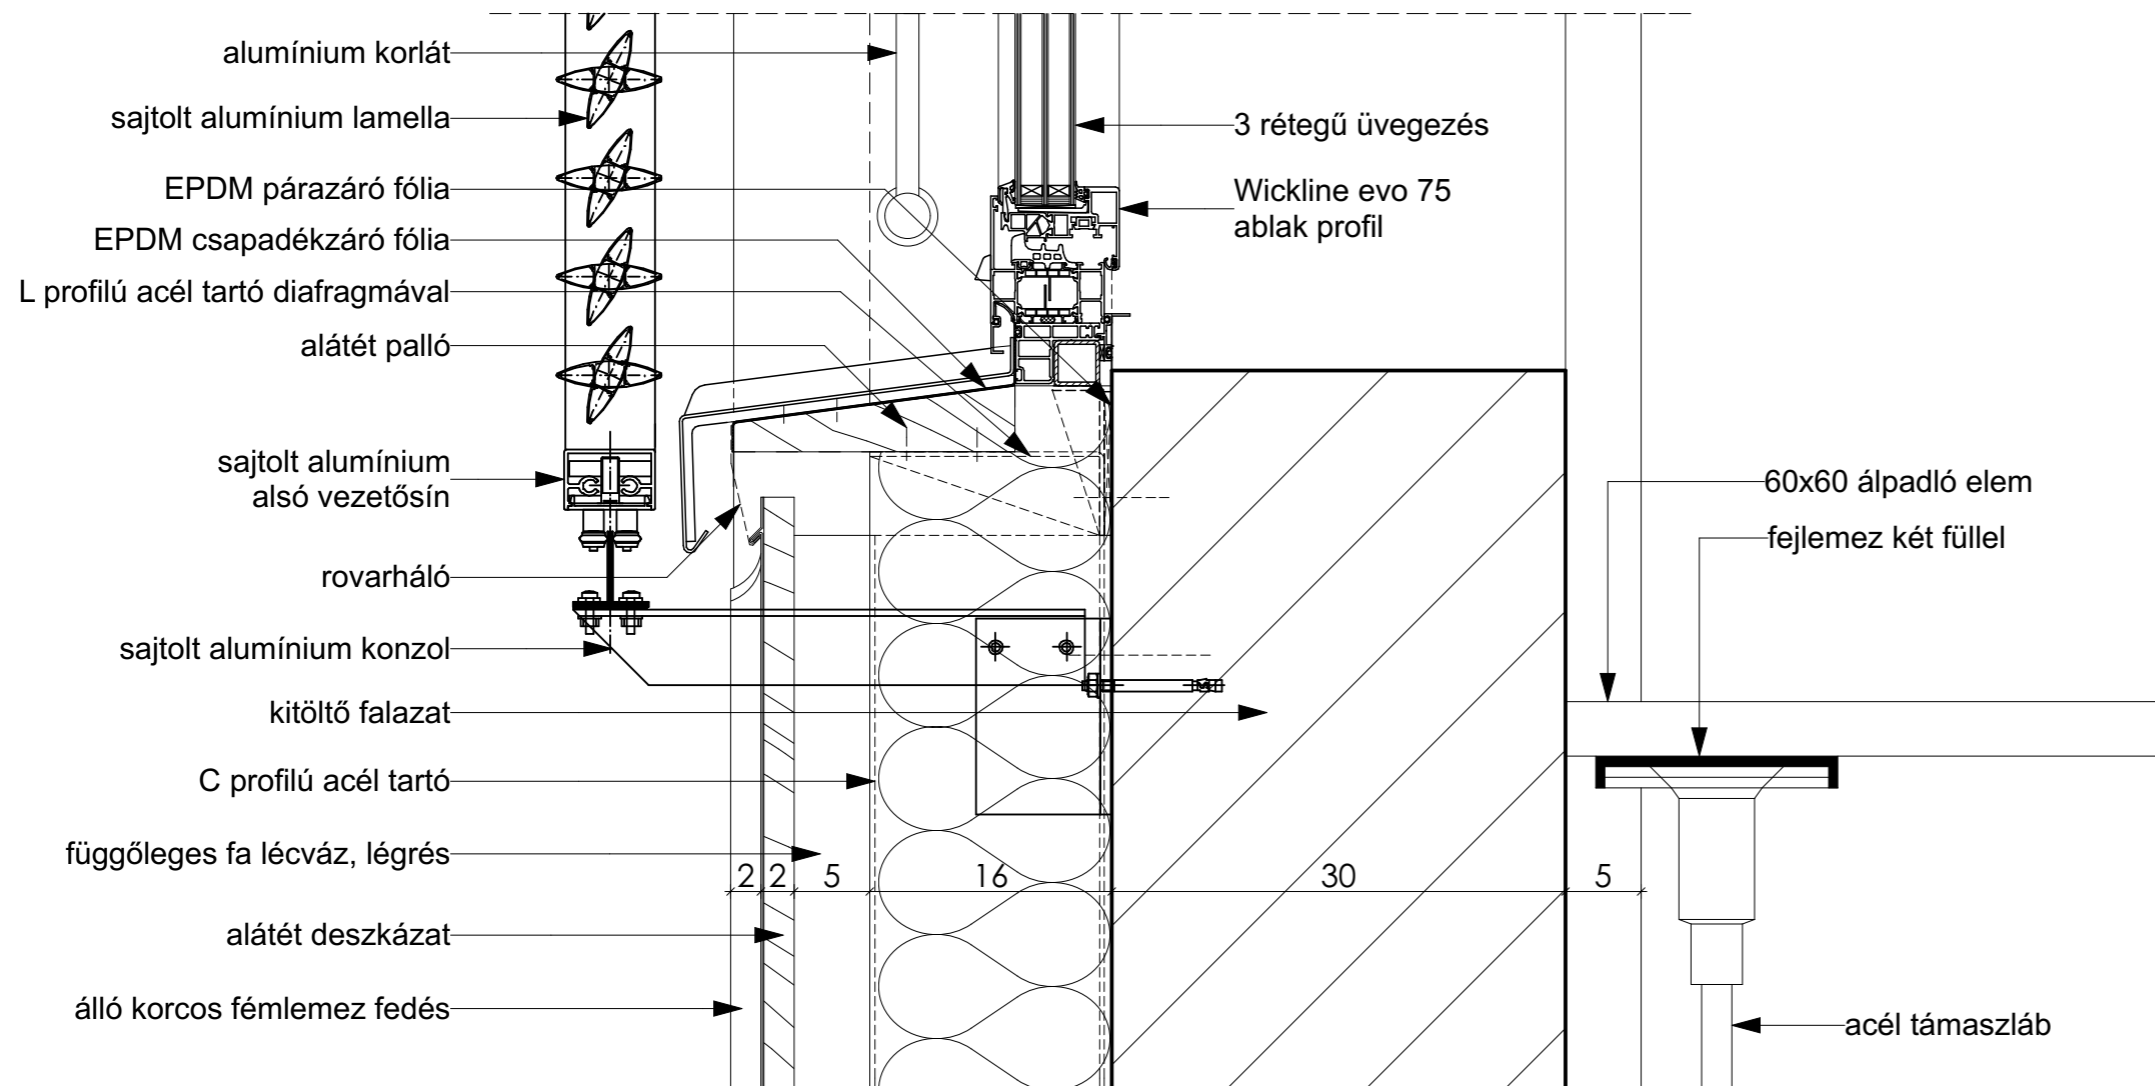 alumínium korlát
sajtolt alumínium lamella
EPDM párazáró fólia
EPDM csapadékzáró fólia
L profilú acél tartó diafragmával
alátét palló
sajtolt alumínium
alsó vezetősín
rovarháló
sajtolt alumínium konzol
kitöltő falazat
C profilú acél tartó
függőleges fa lécváz, légrés
alátét deszkázat
álló korcos fémlemez fedés
3 rétegű üvegezés
Wickline evo 75
ablak profil
60x60 álpadló elem
fejlemez két füllel
acél támaszláb
2 2 5 16 30 5